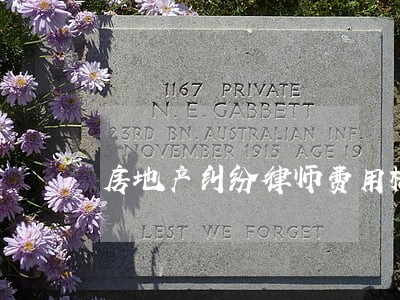 1167 PRIVATE
N. E. GABBETT
23RD BN. AUSTRALIAN INF.
NOVEMBER 1915 AGE 19
房地产纠纷律师费用
LEST WE FORGET